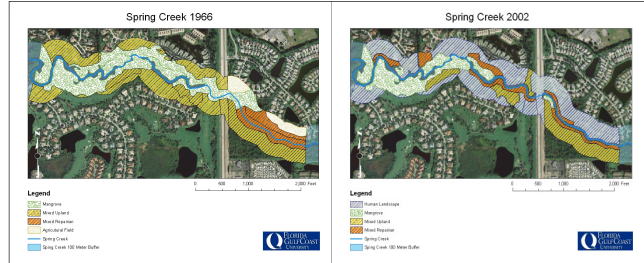 Spring Creek 1966
0 500 1,000 2,000 Feet
Legend
Mangrove
Mixed Upland
Mixed Riparian
Agricultural Field
Spring Creek
Spring Creek 100 Meter Buffer
FLORIDA
GULF COAST
UNIVERSITY
Spring Creek 2002
0 500 1,000 2,000 Feet
Legend
Human Landscape
Mangrove
Mixed Upland
Mixed Riparian
Spring Creek
Spring Creek 100 Meter Buffer
FLORIDA
GULF COAST
UNIVERSITY